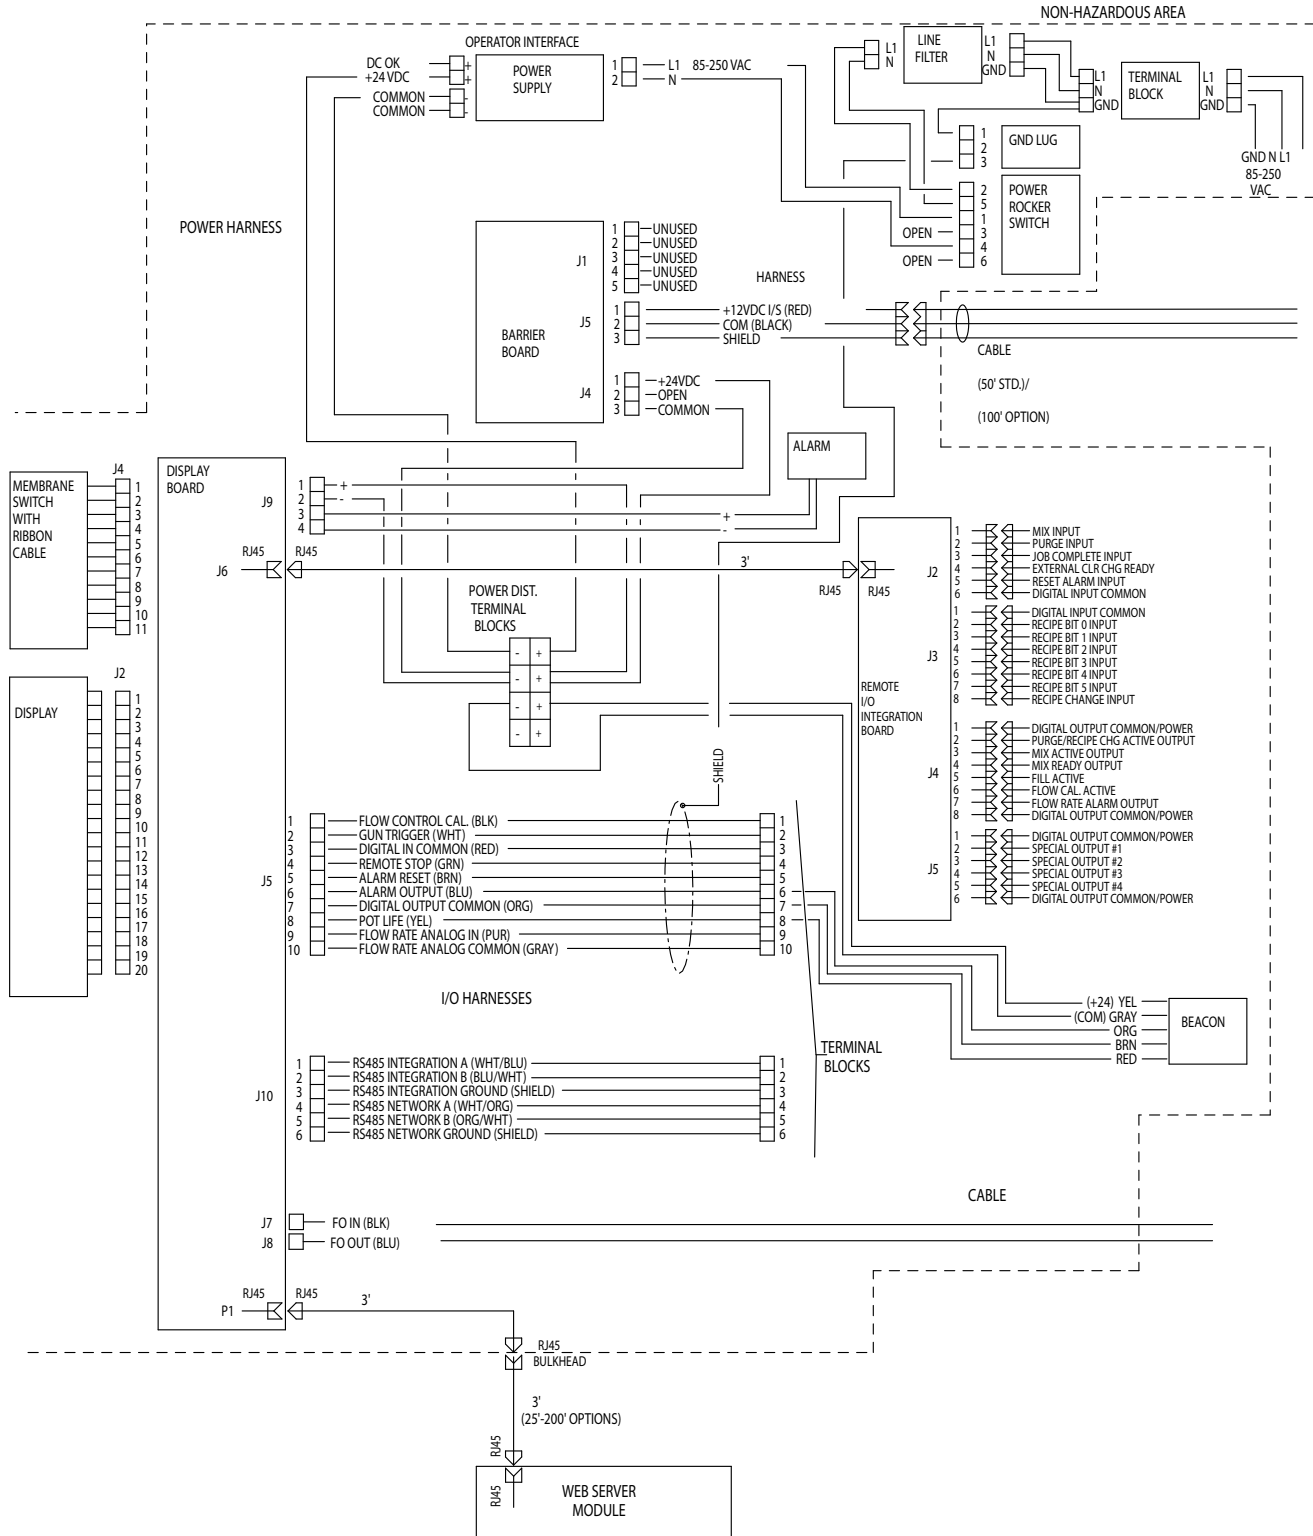 NON-HAZARDOUS AREA
OPERATOR INTERFACE
DC OK
+24 VDC
COMMON
COMMON
+
+
-
-
POWER
SUPPLY
1
2
L1 85-250 VAC
N
L1
N
LINE
FILTER
L1
N
GND
L1
N
GND
TERMINAL
BLOCK
L1
N
GND
GND N L1
85-250
VAC
1
2
3
GND LUG
2
5
1
3
4
6
OPEN
OPEN
POWER
ROCKER
SWITCH
POWER HARNESS
BARRIER
BOARD
J1
1 UNUSED
2 UNUSED
3 UNUSED
4 UNUSED
5 UNUSED
HARNESS
J5
1 +12VDC I/S (RED)
2 COM (BLACK)
3 SHIELD
J4
1 +24VDC
2 OPEN
3 COMMON
CABLE
(50' STD.)/
(100' OPTION)
ALARM
MEMBRANE
SWITCH
WITH
RIBBON
CABLE
J4
1
2
3
4
5
6
7
8
9
10
11
DISPLAY
BOARD
J9
1 +
2 -
3 +
4 -
J6
RJ45 RJ45
3'
RJ45 RJ45
POWER DIST.
TERMINAL
BLOCKS
- +
- +
- +
- +
SHIELD
REMOTE
I/O
INTEGRATION
BOARD
J2
1 MIX INPUT
2 PURGE INPUT
3 JOB COMPLETE INPUT
4 EXTERNAL CLR CHG READY
5 RESET ALARM INPUT
6 DIGITAL INPUT COMMON
J3
1 DIGITAL INPUT COMMON
2 RECIPE BIT 0 INPUT
3 RECIPE BIT 1 INPUT
4 RECIPE BIT 2 INPUT
5 RECIPE BIT 3 INPUT
6 RECIPE BIT 4 INPUT
7 RECIPE BIT 5 INPUT
8 RECIPE CHANGE INPUT
J4
1 DIGITAL OUTPUT COMMON/POWER
2 PURGE/RECIPE CHG ACTIVE OUTPUT
3 MIX ACTIVE OUTPUT
4 MIX READY OUTPUT
5 FILL ACTIVE
6 FLOW CAL. ACTIVE
7 FLOW RATE ALARM OUTPUT
8 DIGITAL OUTPUT COMMON/POWER
J5
1 DIGITAL OUTPUT COMMON/POWER
2 SPECIAL OUTPUT #1
3 SPECIAL OUTPUT #2
4 SPECIAL OUTPUT #3
5 SPECIAL OUTPUT #4
6 DIGITAL OUTPUT COMMON/POWER
DISPLAY
J2
1
2
3
4
5
6
7
8
9
10
11
12
13
14
15
16
17
18
19
20
J5
1 FLOW CONTROL CAL. (BLK) 1
2 GUN TRIGGER (WHT) 2
3 DIGITAL IN COMMON (RED) 3
4 REMOTE STOP (GRN) 4
5 ALARM RESET (BRN) 5
6 ALARM OUTPUT (BLU) 6
7 DIGITAL OUTPUT COMMON (ORG) 7
8 POT LIFE (YEL) 8
9 FLOW RATE ANALOG IN (PUR) 9
10 FLOW RATE ANALOG COMMON (GRAY) 10
I/O HARNESSES
(+24) YEL
(COM) GRAY
ORG
BRN
RED
BEACON
TERMINAL
BLOCKS
J10
1 RS485 INTEGRATION A (WHT/BLU) 1
2 RS485 INTEGRATION B (BLU/WHT) 2
3 RS485 INTEGRATION GROUND (SHIELD) 3
4 RS485 NETWORK A (WHT/ORG) 4
5 RS485 NETWORK B (ORG/WHT) 5
6 RS485 NETWORK GROUND (SHIELD) 6
CABLE
J7 FO IN (BLK)
J8 FO OUT (BLU)
P1
RJ45 RJ45
3'
RJ45
BULKHEAD
3'
(25'-200' OPTIONS)
RJ45
RJ45
WEB SERVER
MODULE